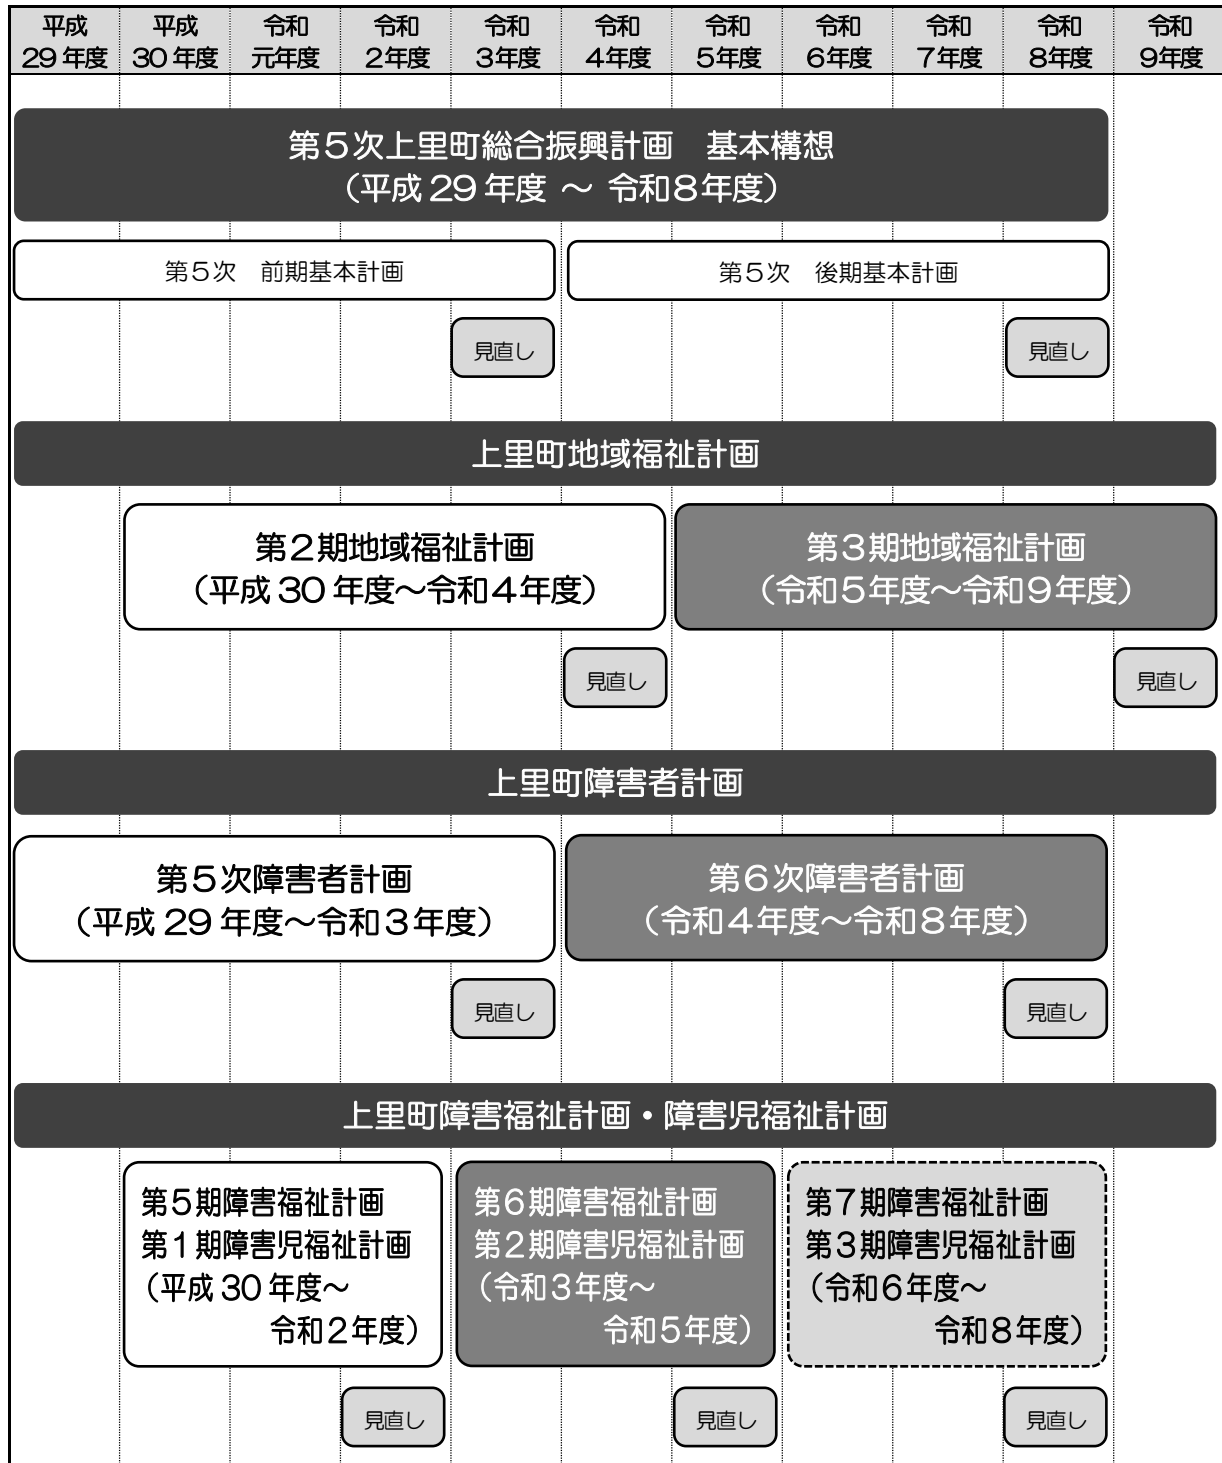 平成 平成 令和 令和 令和 令和 令和 令和 令和 令和 令和
29 年度 30 年度 元年度 2年度 3年度 4年度 5年度 6年度 7年度 8年度 9年度
第5次上里町総合振興計画　基本構想
（平成 29 年度 ～ 令和8年度）
第5次　前期基本計画 第5次　後期基本計画
見直し 見直し
上里町地域福祉計画
第2期地域福祉計画
（平成 30 年度～令和4年度）
第3期地域福祉計画
（令和5年度～令和9年度）
見直し 見直し
上里町障害者計画
第5次障害者計画
（平成 29 年度～令和3年度）
第6次障害者計画
（令和4年度～令和8年度）
見直し 見直し
上里町障害福祉計画・障害児福祉計画
第5期障害福祉計画
第1期障害児福祉計画
（平成 30 年度～
令和2年度）
第6期障害福祉計画
第2期障害児福祉計画
（令和3年度～
令和5年度）
第7期障害福祉計画
第3期障害児福祉計画
（令和6年度～
令和8年度）
見直し 見直し 見直し